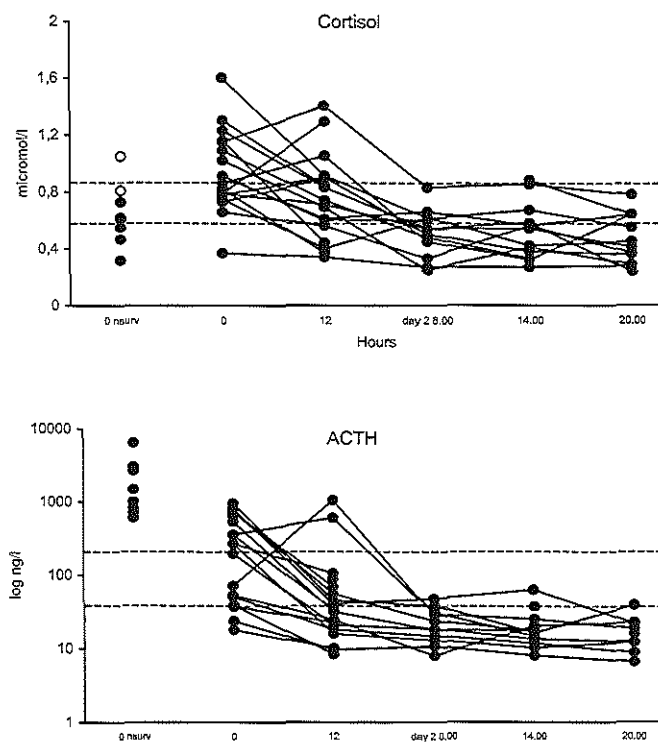 Cortisol
2
1,6
1,2
0,8
0,4
0
micromol/l
0 nsurv
0
12
day 2 8.00
14.00
20.00
Hours
ACTH
10000
1000
100
10
1
log ng/l
0 nsurv
0
12
day 2 8.00
14.00
20.00